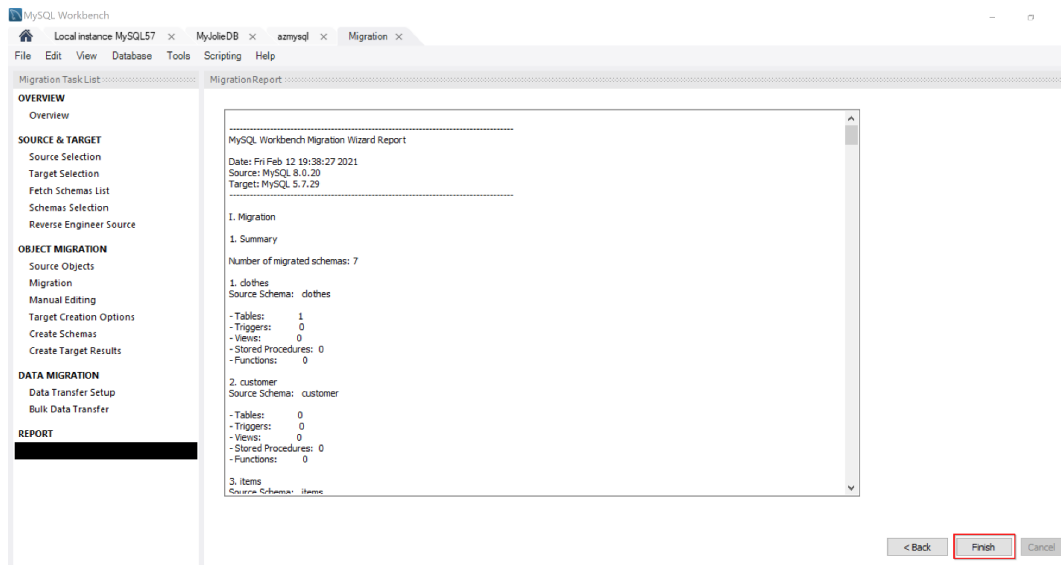 MySQL Workbench
Local instance MySQL57 × MyJolieDB × azmysql × Migration ×
File Edit View Database Tools Scripting Help
Migration Task List
OVERVIEW
Overview
SOURCE & TARGET
Source Selection
Target Selection
Fetch Schemas List
Schemas Selection
Reverse Engineer Source
OBJECT MIGRATION
Source Objects
Migration
Manual Editing
Target Creation Options
Create Schemas
Create Target Results
DATA MIGRATION
Data Transfer Setup
Bulk Data Transfer
REPORT
Migration Report
MySQL Workbench Migration Wizard Report
Date: Fri Feb 12 19:38:27 2021
Source: MySQL 8.0.20
Target: MySQL 5.7.29
I. Migration
1. Summary
Number of migrated schemas: 7
1. clothes
Source Schema: clothes
- Tables: 1
- Triggers: 0
- Views: 0
- Stored Procedures: 0
- Functions: 0
2. customer
Source Schema: customer
- Tables: 0
- Triggers: 0
- Views: 0
- Stored Procedures: 0
- Functions: 0
3. items
Source Schema: items
< Back Finish Cancel